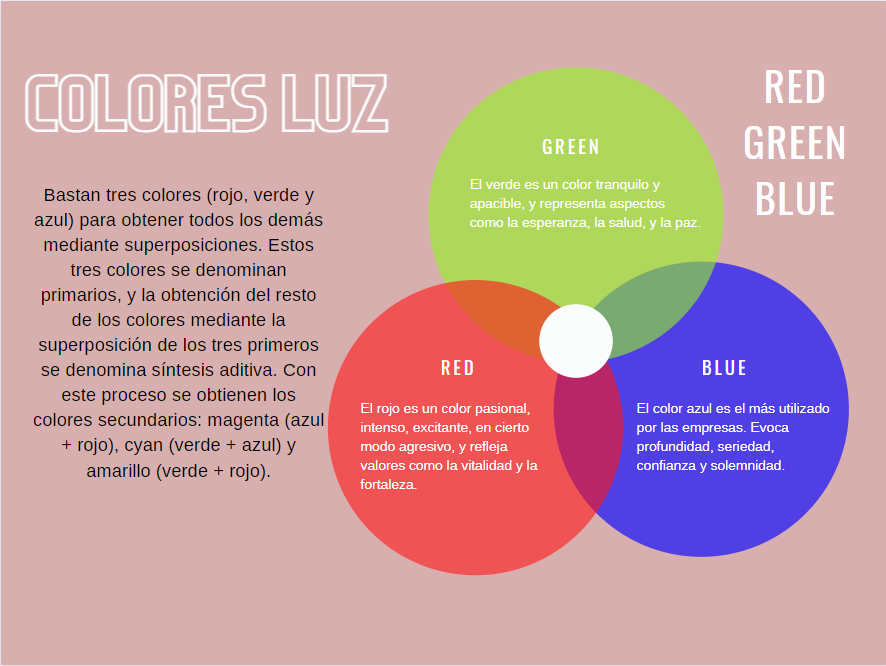 COLORES LUZ
Bastan tres colores (rojo, verde y
azul) para obtener todos los demás
mediante superposiciones. Estos
tres colores se denominan
primarios, y la obtención del resto
de los colores mediante la
superposición de los tres primeros
se denomina síntesis aditiva. Con
este proceso se obtienen los
colores secundarios: magenta (azul
+ rojo), cyan (verde + azul) y
amarillo (verde + rojo).
GREEN
El verde es un color tranquilo y
apacible, y representa aspectos
como la esperanza, la salud, y la paz.
RED
El rojo es un color pasional,
intenso, excitante, en cierto
modo agresivo, y refleja
valores como la vitalidad y la
fortaleza.
BLUE
El color azul es el más utilizado
por las empresas. Evoca
profundidad, seriedad,
confianza y solemnidad.
RED
GREEN
BLUE